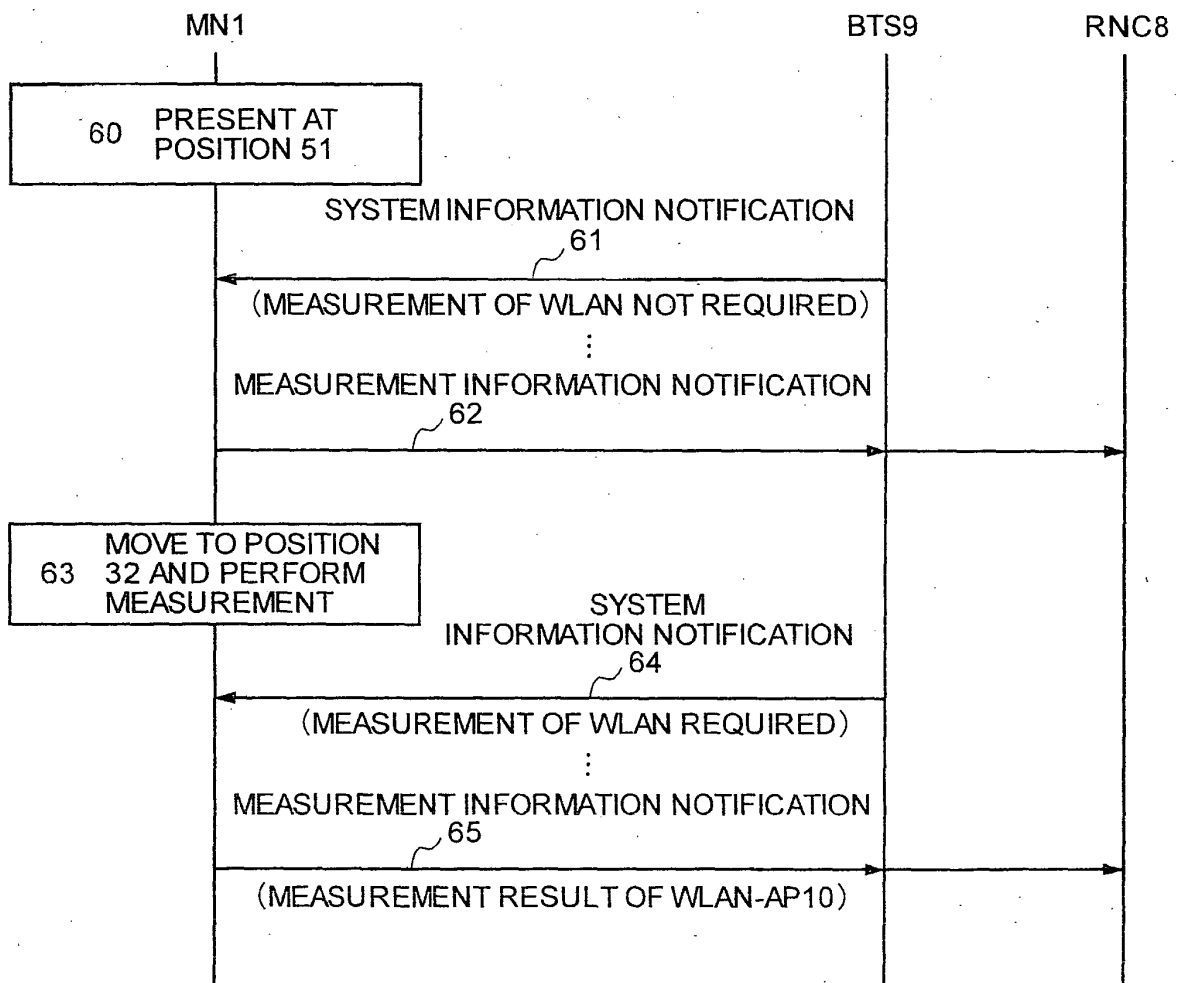 MN1
BTS9
RNC8
60 PRESENT AT
POSITION 51
SYSTEM INFORMATION NOTIFICATION
61
(MEASUREMENT OF WLAN NOT REQUIRED)
⋮
MEASUREMENT INFORMATION NOTIFICATION
62
MOVE TO POSITION
63 32 AND PERFORM
MEASUREMENT
SYSTEM
INFORMATION NOTIFICATION
64
(MEASUREMENT OF WLAN REQUIRED)
⋮
MEASUREMENT INFORMATION NOTIFICATION
65
(MEASUREMENT RESULT OF WLAN-AP10)